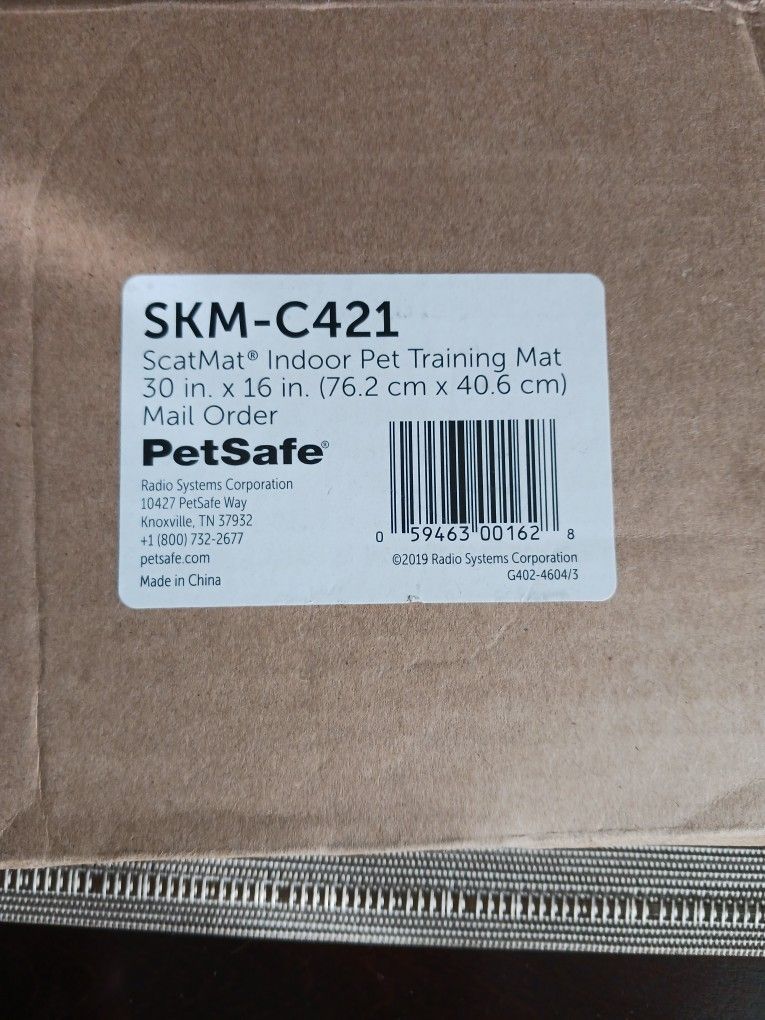 SKM-C421
ScatMat® Indoor Pet Training Mat
30 in. x 16 in. (76.2 cm x 40.6 cm)
Mail Order
PetSafe®
Radio Systems Corporation
10427 PetSafe Way
Knoxville, TN 37932
+1 (800) 732-2677
petsafe.com
Made in China
0 59463 00162 8
©2019 Radio Systems Corporation
G402-4604/3